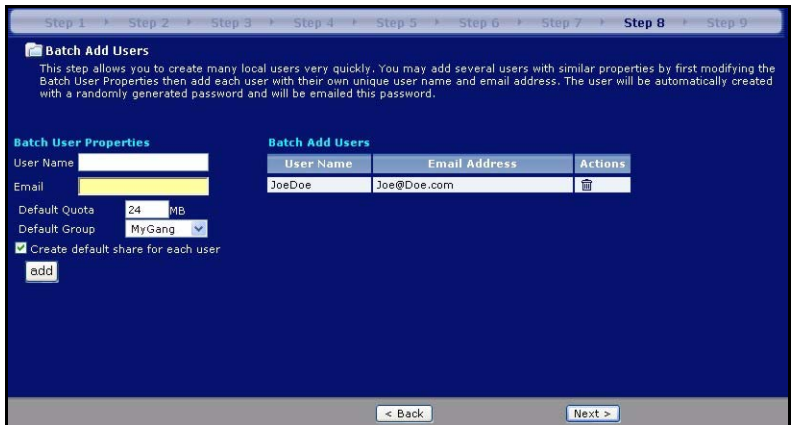 Step 1 Step 2 Step 3 Step 4 Step 5 Step 6 Step 7 Step 8 Step 9
Batch Add Users
This step allows you to create many local users very quickly. You may add several users with similar properties by first modifying the
Batch User Properties then add each user with their own unique user name and email address. The user will be automatically created
with a randomly generated password and will be emailed this password.
Batch User Properties
User Name
Email
Default Quota 24 MB
Default Group MyGang
Create default share for each user
add
Batch Add Users
User Name Email Address Actions
JoeDoe Joe@Doe.com
< Back Next >